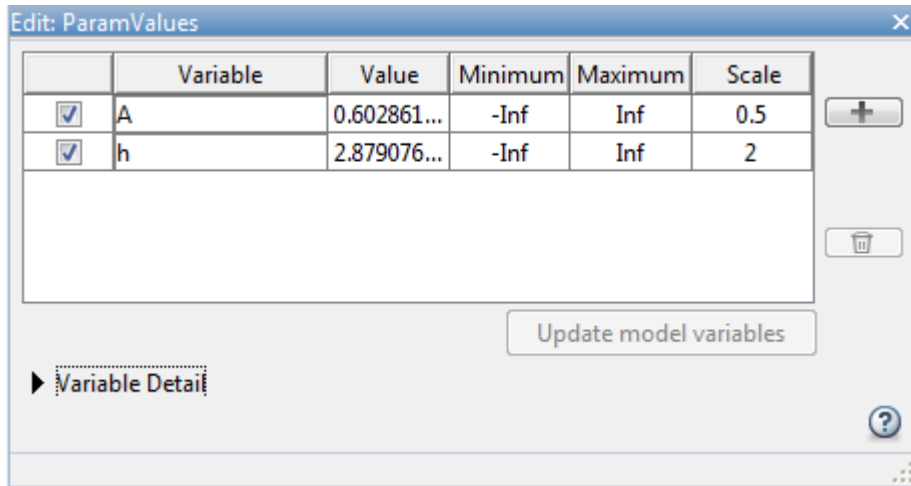 Edit: ParamValues
Variable Value Minimum Maximum Scale
A 0.602861... -Inf Inf 0.5
h 2.879076... -Inf Inf 2
Update model variables
Variable Detail